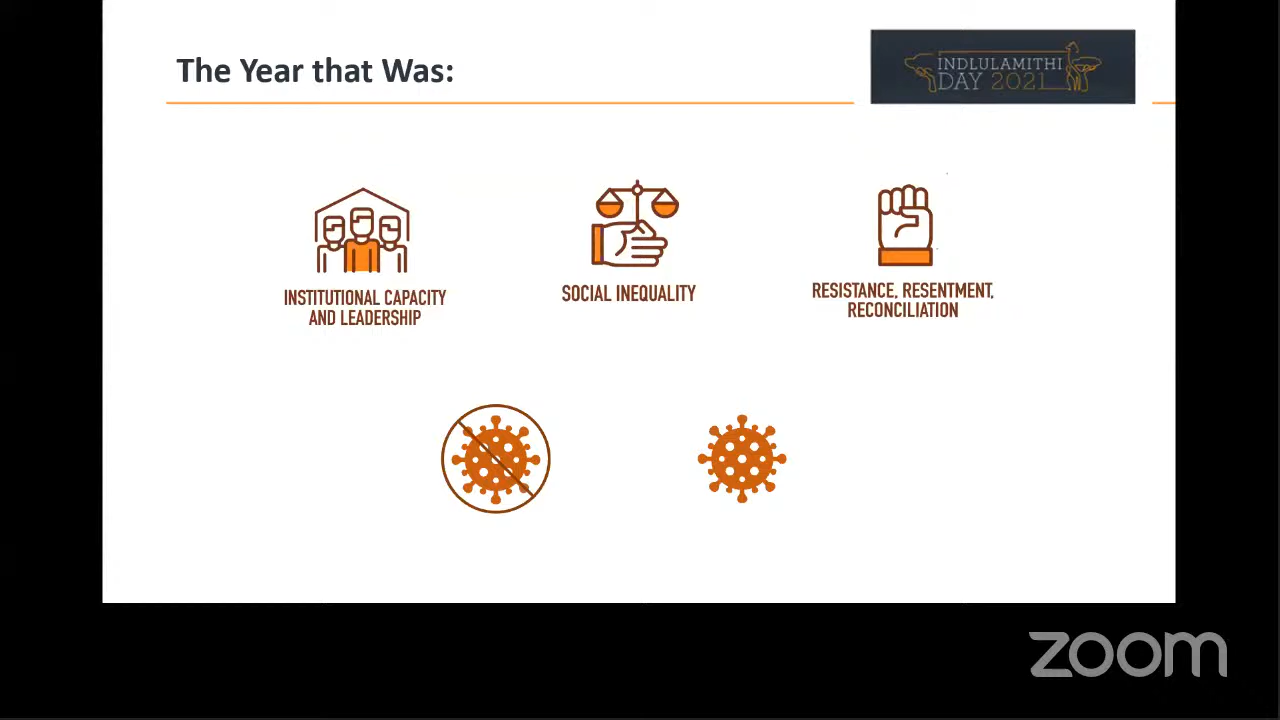 The Year that Was:
INDLULAMITHI
DAY 2021
INSTITUTIONAL CAPACITY
AND LEADERSHIP
SOCIAL INEQUALITY
RESISTANCE, RESENTMENT,
RECONCILIATION
zoom